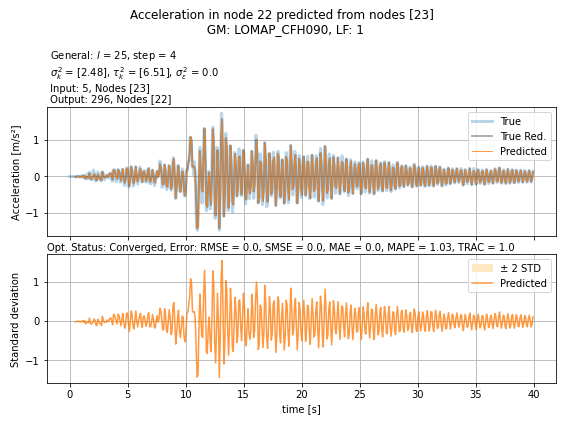 Acceleration in node 22 predicted from nodes [23]
GM: LOMAP_CFH090, LF: 1
General: l = 25, step = 4
σ²ₖ = [2.48], τ²ₖ = [6.51], σ²ε = 0.0
Input: 5, Nodes [23]
Output: 296, Nodes [22]
Acceleration [m/s²]
1
0
−1
True
True Red.
Predicted
Opt. Status: Converged, Error: RMSE = 0.0, SMSE = 0.0, MAE = 0.0, MAPE = 1.03, TRAC = 1.0
Standard deviation
1
0
−1
± 2 STD
Predicted
0 5 10 15 20 25 30 35 40
time [s]